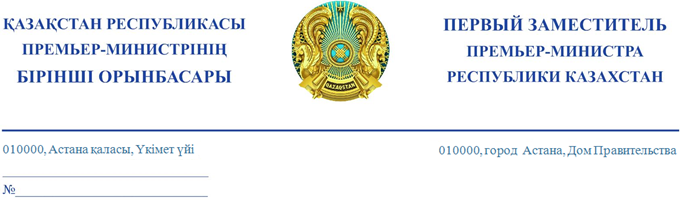 ҚАЗАҚСТАН РЕСПУБЛИКАСЫ
ПРЕМЬЕР-МИНИСТРІНІҢ
БІРІНШІ ОРЫНБАСАРЫ
QAZAQSTAN
ПЕРВЫЙ ЗАМЕСТИТЕЛЬ
ПРЕМЬЕР-МИНИСТРА
РЕСПУБЛИКИ КАЗАХСТАН
010000, Астана қаласы, Үкімет үйі
010000, город Астана, Дом Правительства
№